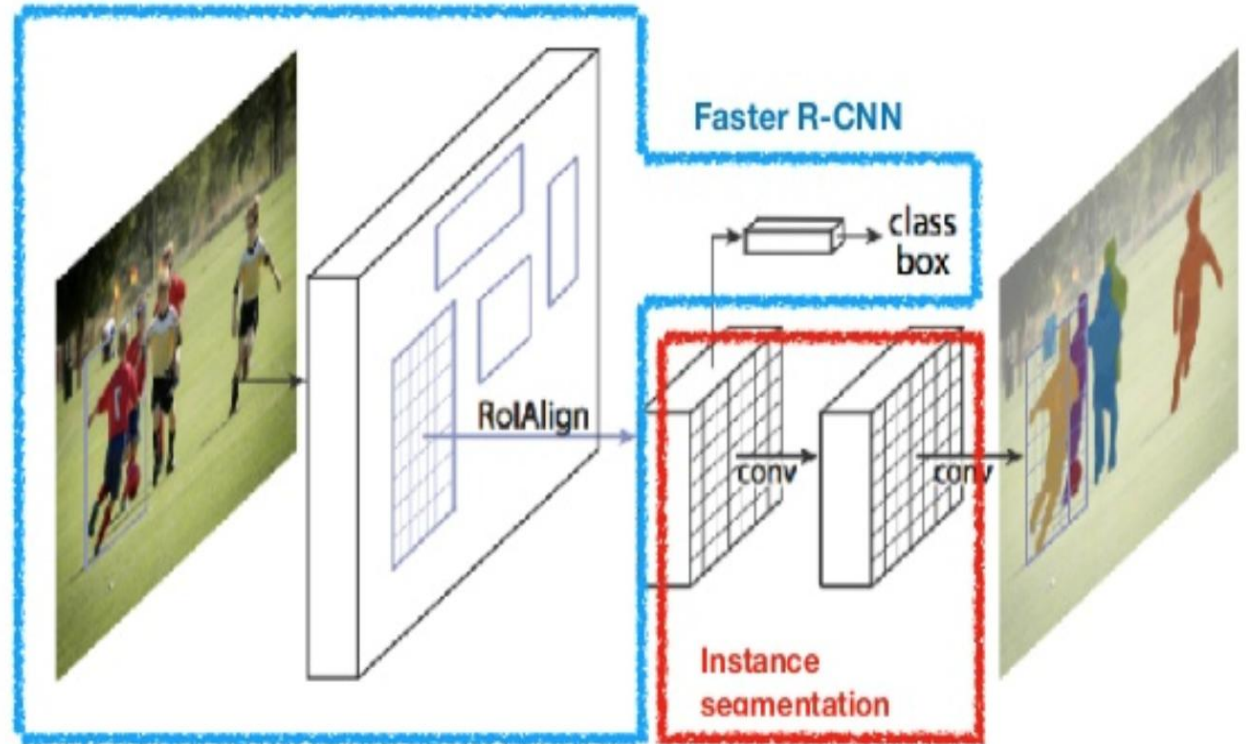 Faster R-CNN
class
box
RoIAlign
conv
conv
Instance
segmentation